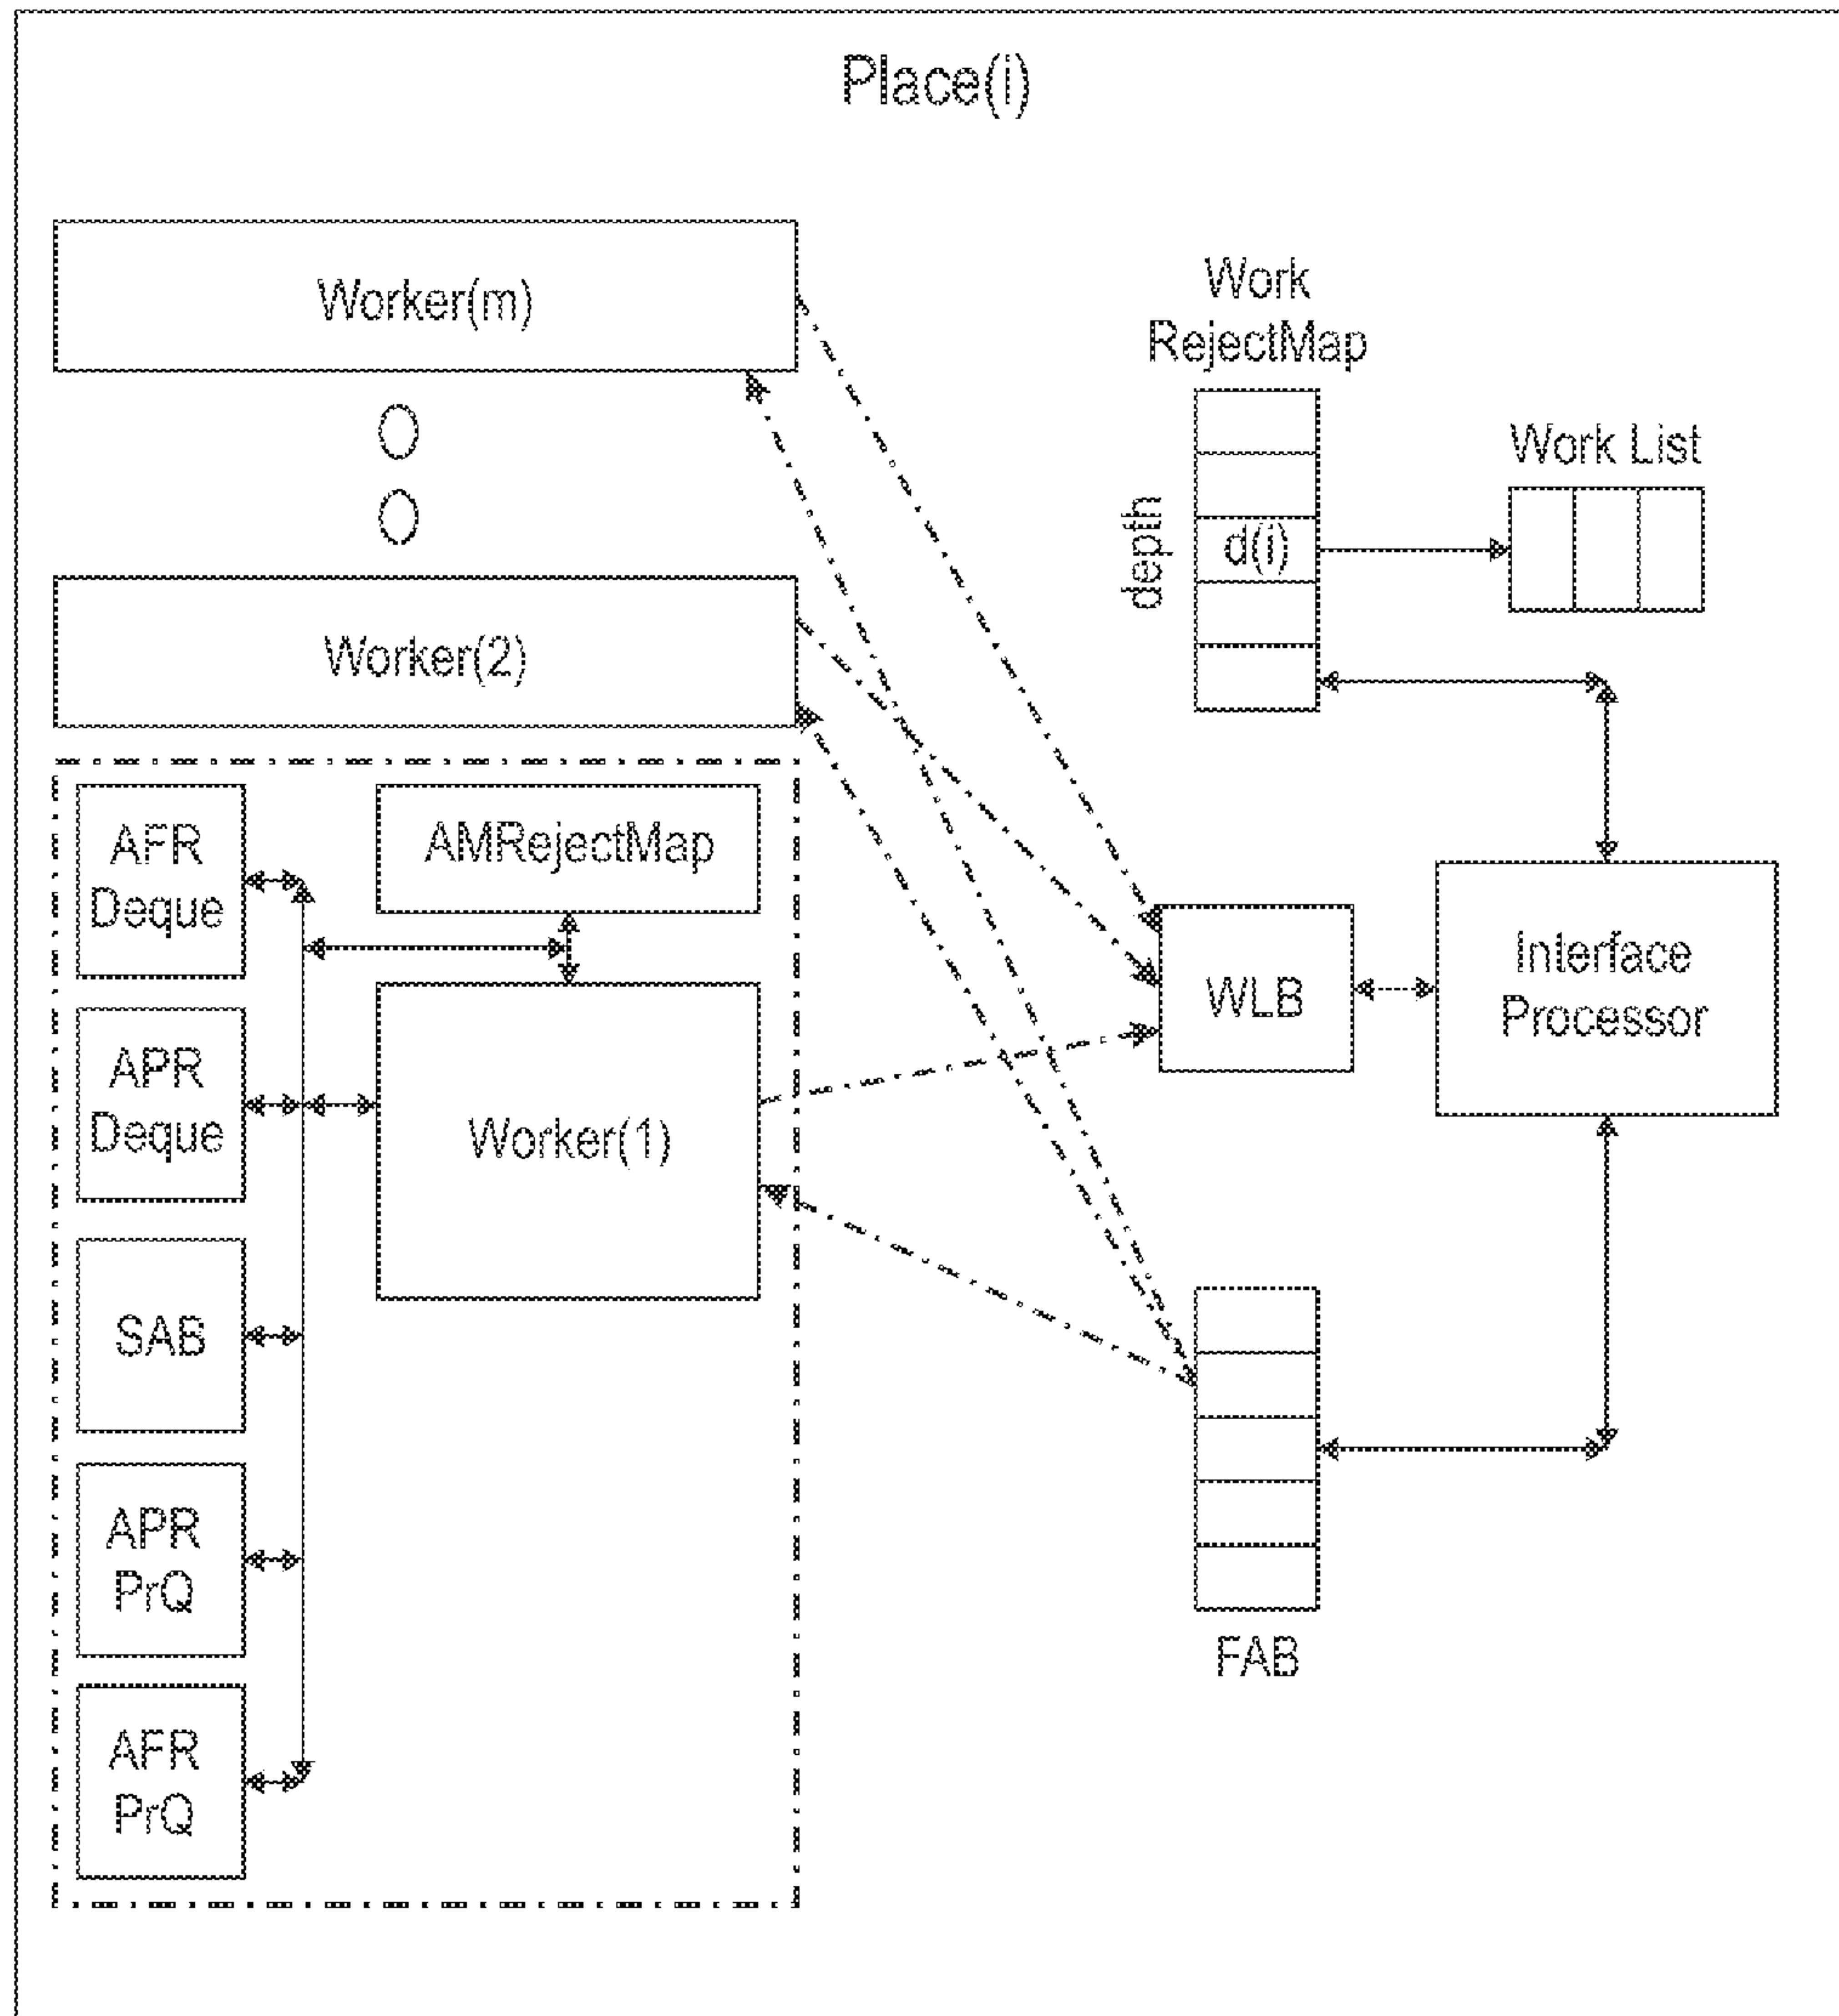 Place(i)
Worker(m)
Worker(2)
AFR
Deque
AMRejectMap
APR
Deque
Worker(1)
SAB
APR
PrQ
AFR
PrQ
Work
RejectMap
depth
d(i)
Work List
WLB
Interface
Processor
FAB